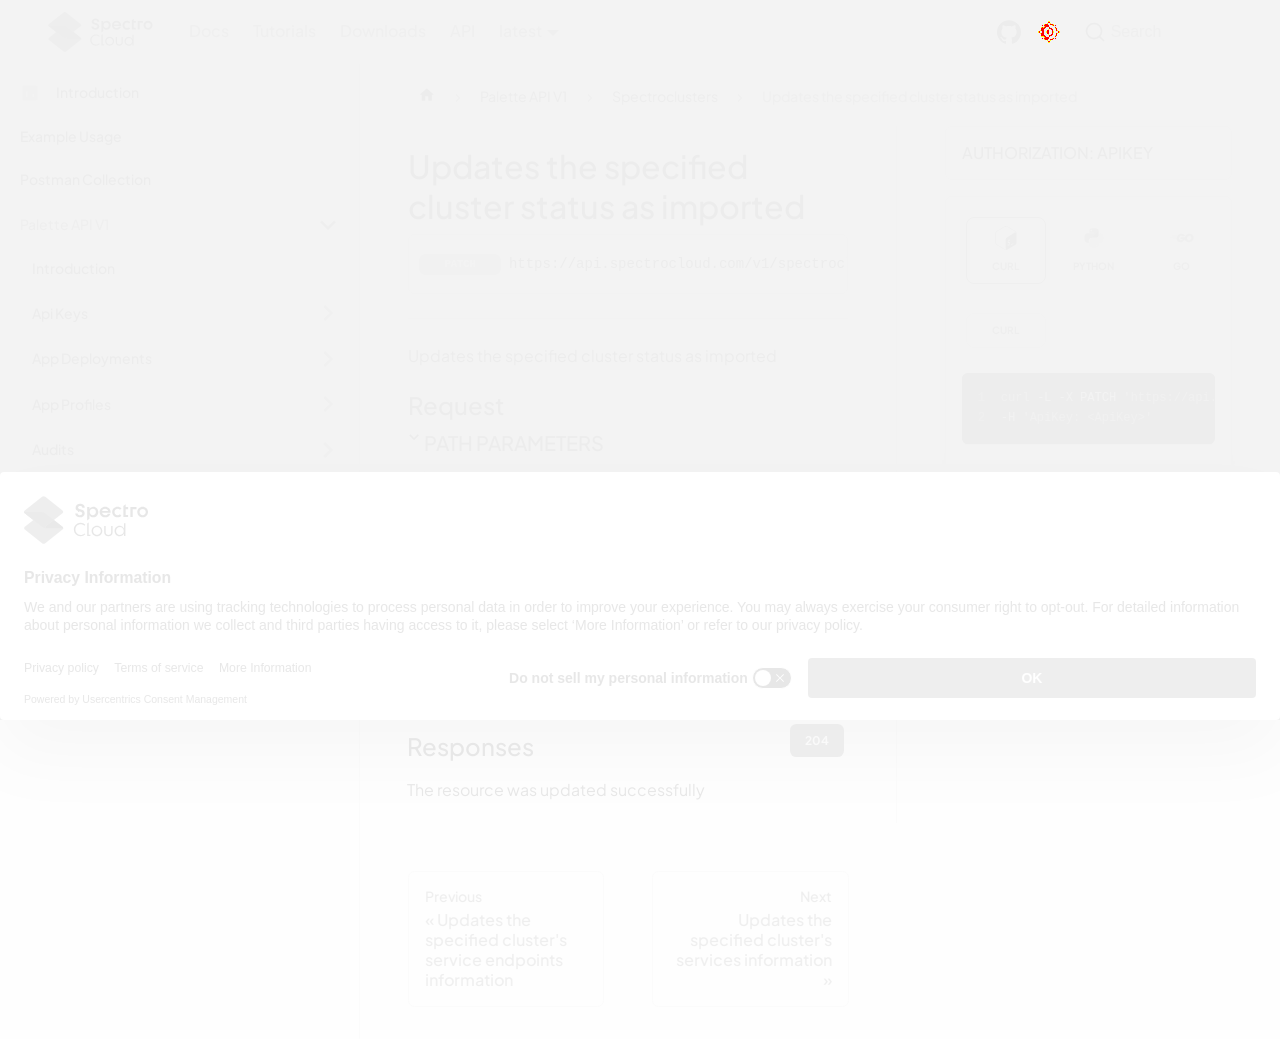 Spectro Cloud
Docs Tutorials Downloads API latest
Search
Introduction
Palette API V1
Spectroclusters
Updates the specified cluster status as imported
Example Usage
Postman Collection
Palette API V1
Introduction
Api Keys
App Deployments
App Profiles
Audits
Updates the specified
cluster status as imported
https://api.spectrocloud.com/v1/spectroc
Updates the specified cluster status as imported
Request
PATH PARAMETERS
AUTHORIZATION: APIKEY
CURL PYTHON GO
CURL
PATCH
Spectro
Cloud
Privacy Information
We and our partners are using tracking technologies to process personal data in order to improve your experience. You may always exercise your consumer right to opt-out. For detailed information
about personal information we collect and third parties having access to it, please select ‘More Information’ or refer to our privacy policy.
Privacy policy Terms of service More Information
Do not sell my personal information
OK
Powered by Usercentrics Consent Management
Responses
204
The resource was updated successfully
Previous
« Updates the
specified cluster's
service endpoints
information
Next
Updates the
specified cluster's
services information
»